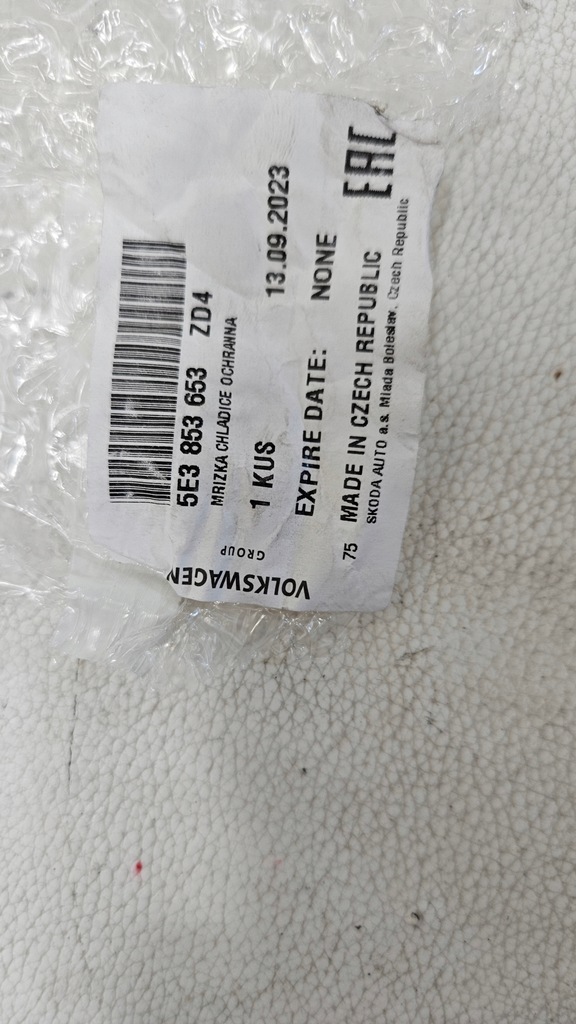 5E3 853 653 ZD4
MRIZKA CHLADICE OCHRANNA
1 KUS 13.09.2023
EXPIRE DATE: NONE
75 MADE IN CZECH REPUBLIC
SKODA AUTO a.s. Mlada Boleslav, Czech Republic
EAC
VOLKSWAGEN
GROUP